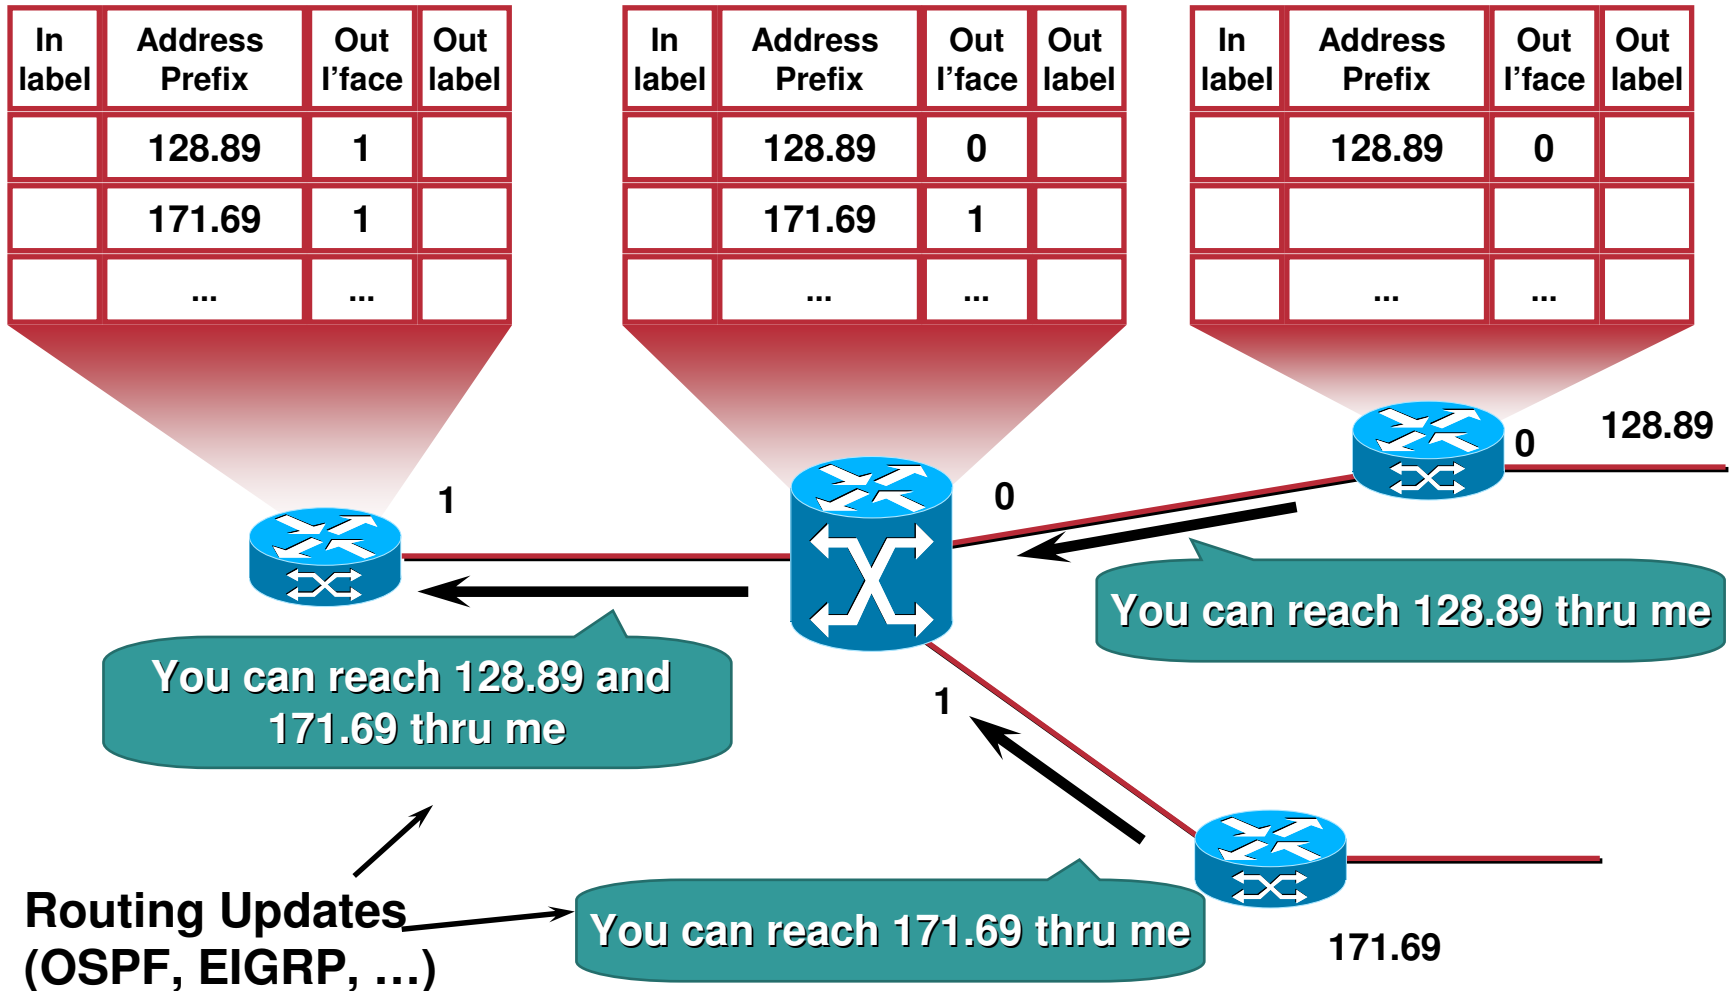 In label Address Prefix Out I'face Out label
128.89 1
171.69 1
... ...
In label Address Prefix Out I'face Out label
128.89 0
171.69 1
... ...
In label Address Prefix Out I'face Out label
128.89 0
... ...
128.89
0
1
0
You can reach 128.89 thru me
You can reach 128.89 and
171.69 thru me
1
Routing Updates
(OSPF, EIGRP, …)
You can reach 171.69 thru me
171.69